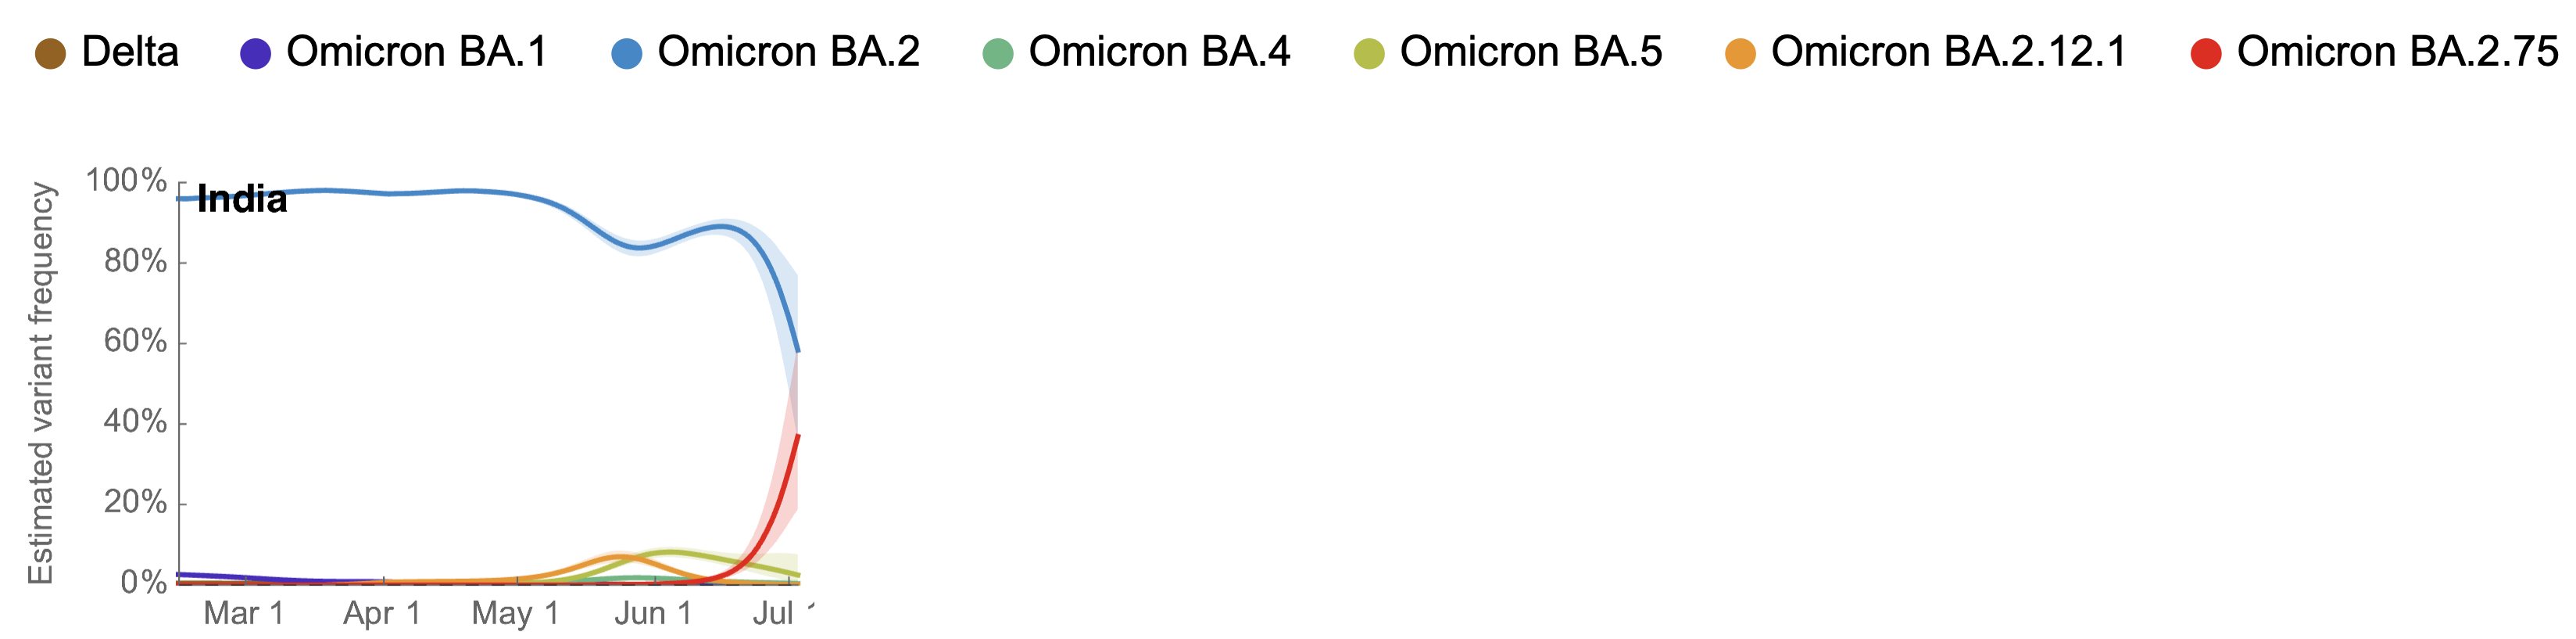 Delta Omicron BA.1 Omicron BA.2 Omicron BA.4 Omicron BA.5 Omicron BA.2.12.1 Omicron BA.2.75
India
Estimated variant frequency
100%
80%
60%
40%
20%
0%
Mar 1 Apr 1 May 1 Jun 1 Jul